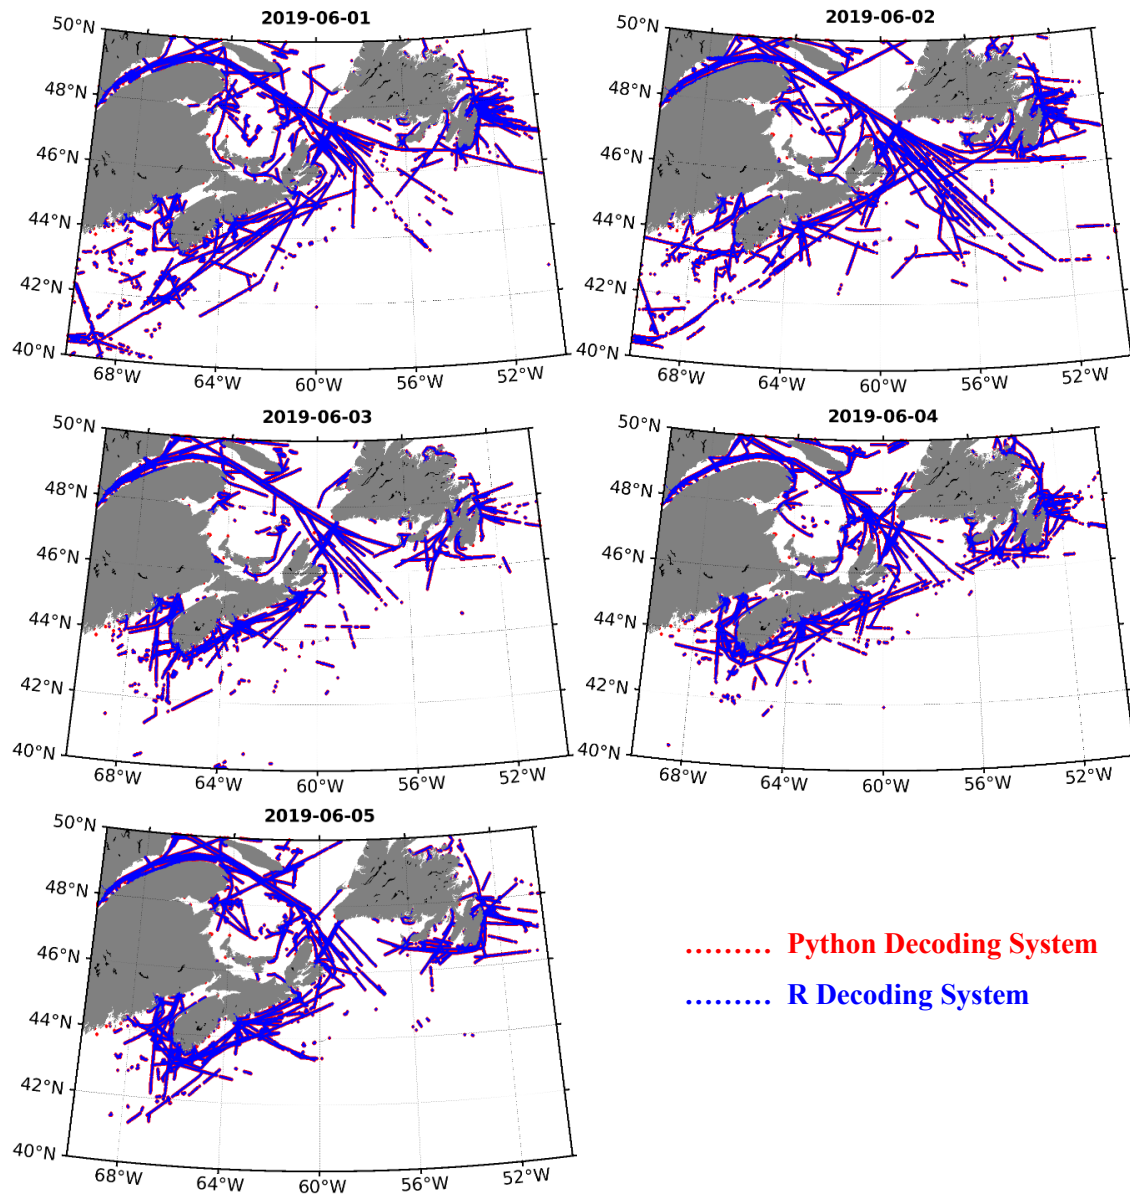 2019-06-01
50°N
48°N
46°N
44°N
42°N
40°N
68°W
64°W
60°W
56°W
52°W
2019-06-02
50°N
48°N
46°N
44°N
42°N
40°N
68°W
64°W
60°W
56°W
52°W
2019-06-03
50°N
48°N
46°N
44°N
42°N
40°N
68°W
64°W
60°W
56°W
52°W
2019-06-04
50°N
48°N
46°N
44°N
42°N
40°N
68°W
64°W
60°W
56°W
52°W
2019-06-05
50°N
48°N
46°N
44°N
42°N
40°N
68°W
64°W
60°W
56°W
52°W
......... Python Decoding System
......... R Decoding System